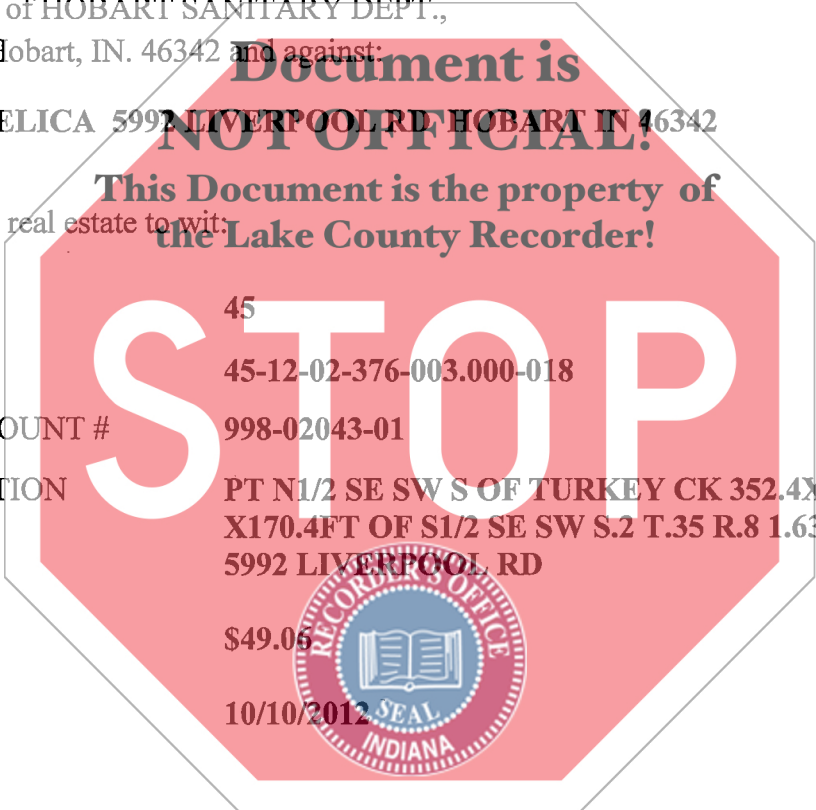 of HOBART SANITARY DEPT.,
Hobart, IN. 46342 and against:
Document is
ELICA 5992 LIVERPOOL RD HOBART IN 46342
NOT OFFICIAL!
This Document is the property of
real estate to wit:
the Lake County Recorder!
STOP
45
45-12-02-376-003.000-018
OUNT # 998-02043-01
TION PT N1/2 SE SW S OF TURKEY CK 352.4X
X170.4FT OF S1/2 SE SW S.2 T.35 R.8 1.63
5992 LIVERPOOL RD
RECORDER'S OFFICE
$49.06
10/10/2012
SEAL
INDIANA